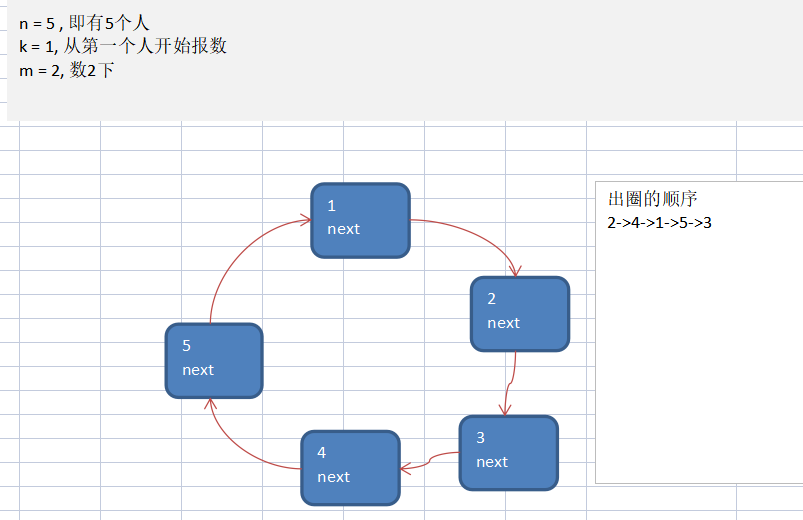 n = 5 , 即有5个人
k = 1, 从第一个人开始报数
m = 2, 数2下
出圈的顺序
2->4->1->5->3
1
next
2
next
5
next
3
next
4
next